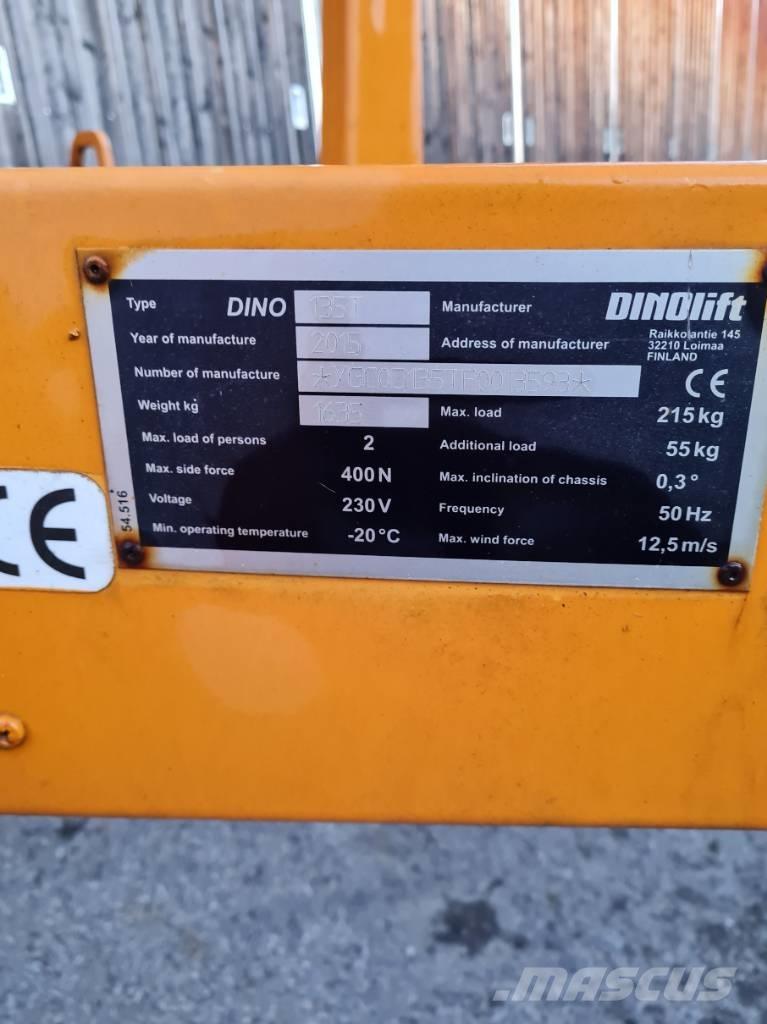 Type DINO 135T Manufacturer DINOlift
Year of manufacture 2015 Address of manufacturer Raikkolantie 145
32210 Loimaa
FINLAND
Number of manufacture CE
Weight kg 1635 Max. load 215 kg
Max. load of persons 2 Additional load 55 kg
Max. side force 400 N Max. inclination of chassis 0,3°
Voltage 230 V Frequency 50 Hz
Min. operating temperature -20 °C Max. wind force 12,5 m/s
54.516
CE
MASCUS